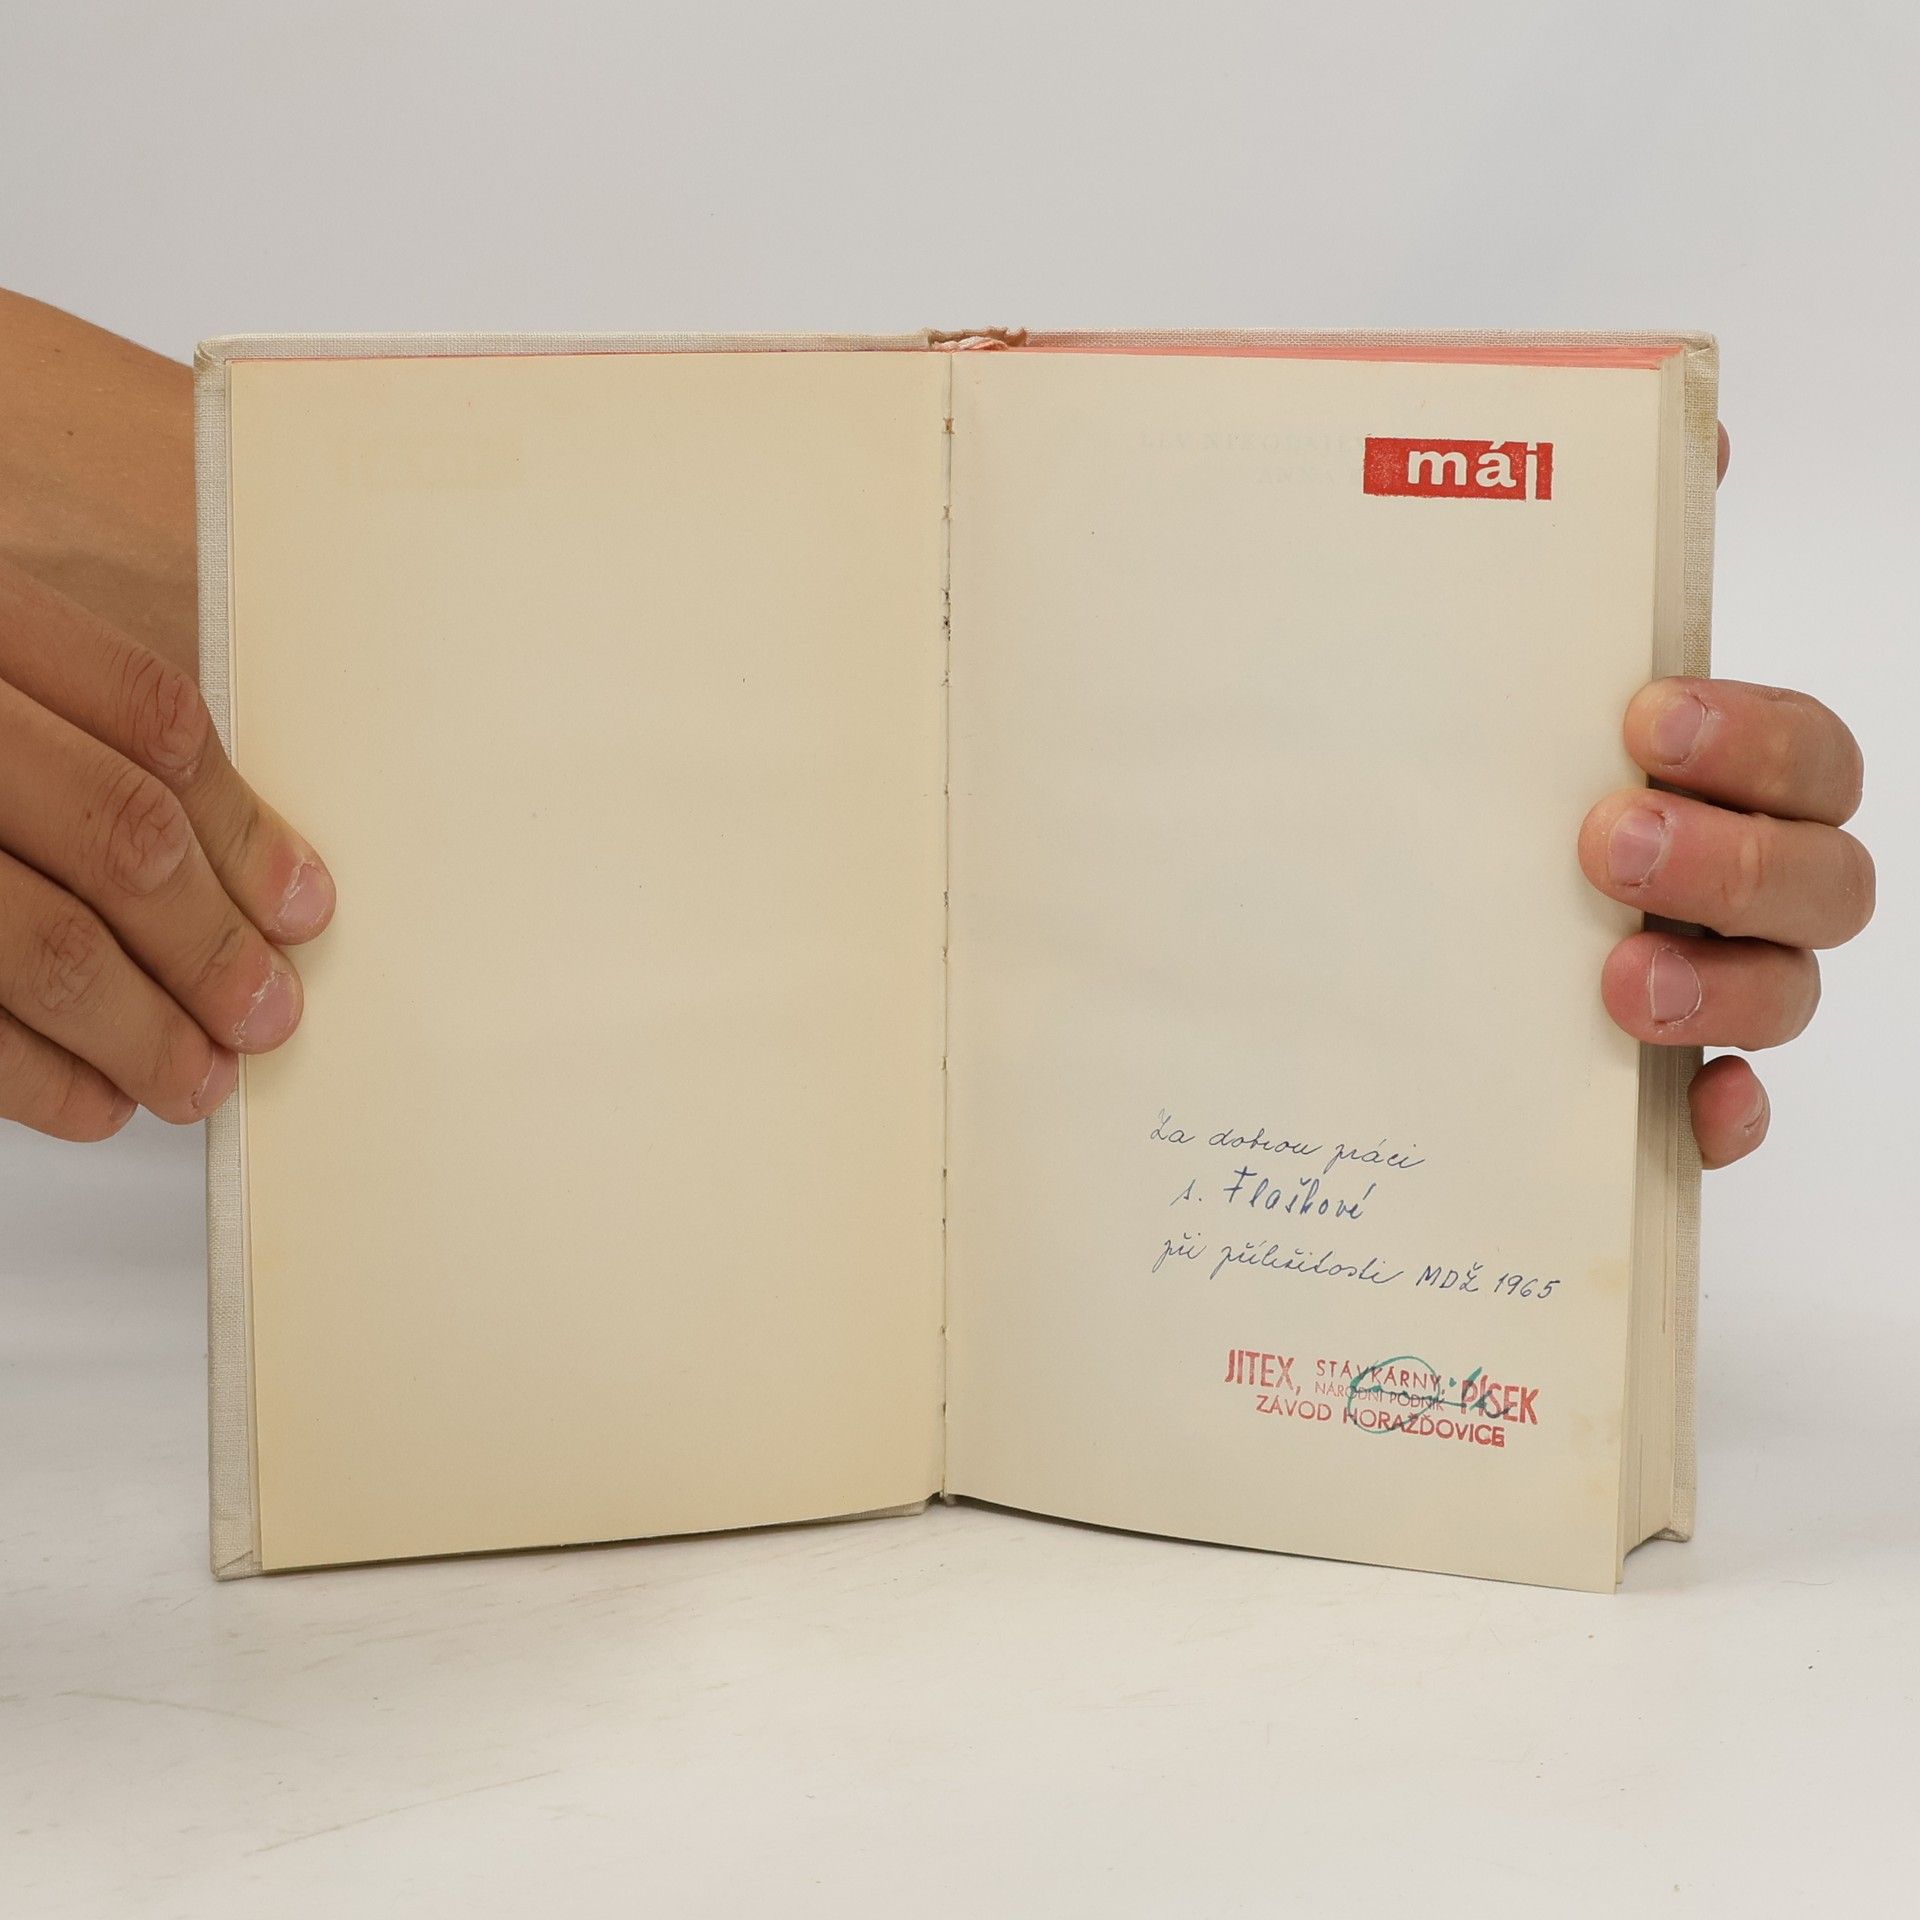 máj
Za dobrou práci
s. Flaškové
při příležitosti MDŽ 1965
JITEX, STÁVKÁRNY, PÍSEK
NÁRODNÍ PODNIK
ZÁVOD HORAŽĎOVICE